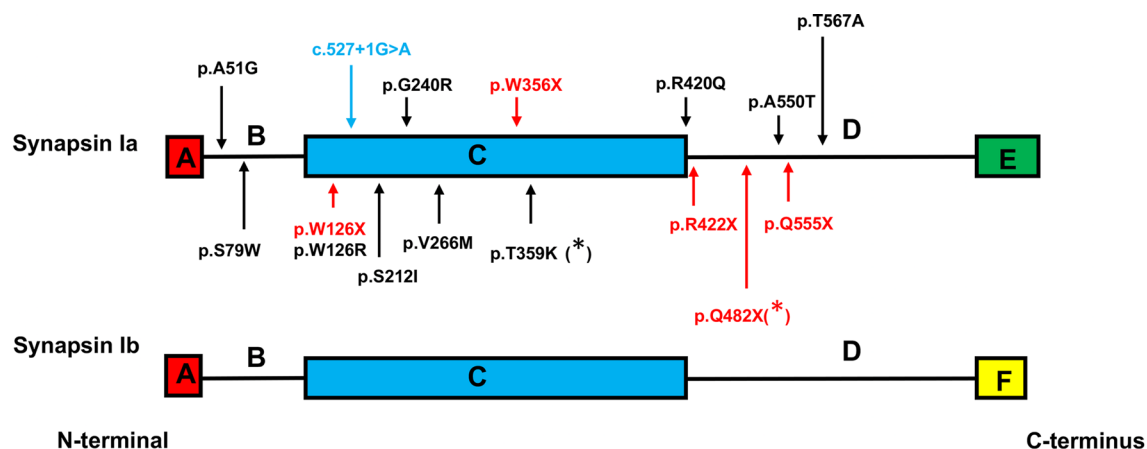 p.T567A
c.527+1G>A
p.A51G
p.G240R
p.W356X
p.R420Q
p.A550T
Synapsin Ia
A
B
C
D
E
p.W126X
p.W126R
p.S79W
p.S212I
p.V266M
p.T359K (*)
p.R422X
p.Q555X
p.Q482X(*)
Synapsin Ib
A
B
C
D
F
N-terminal
C-terminus